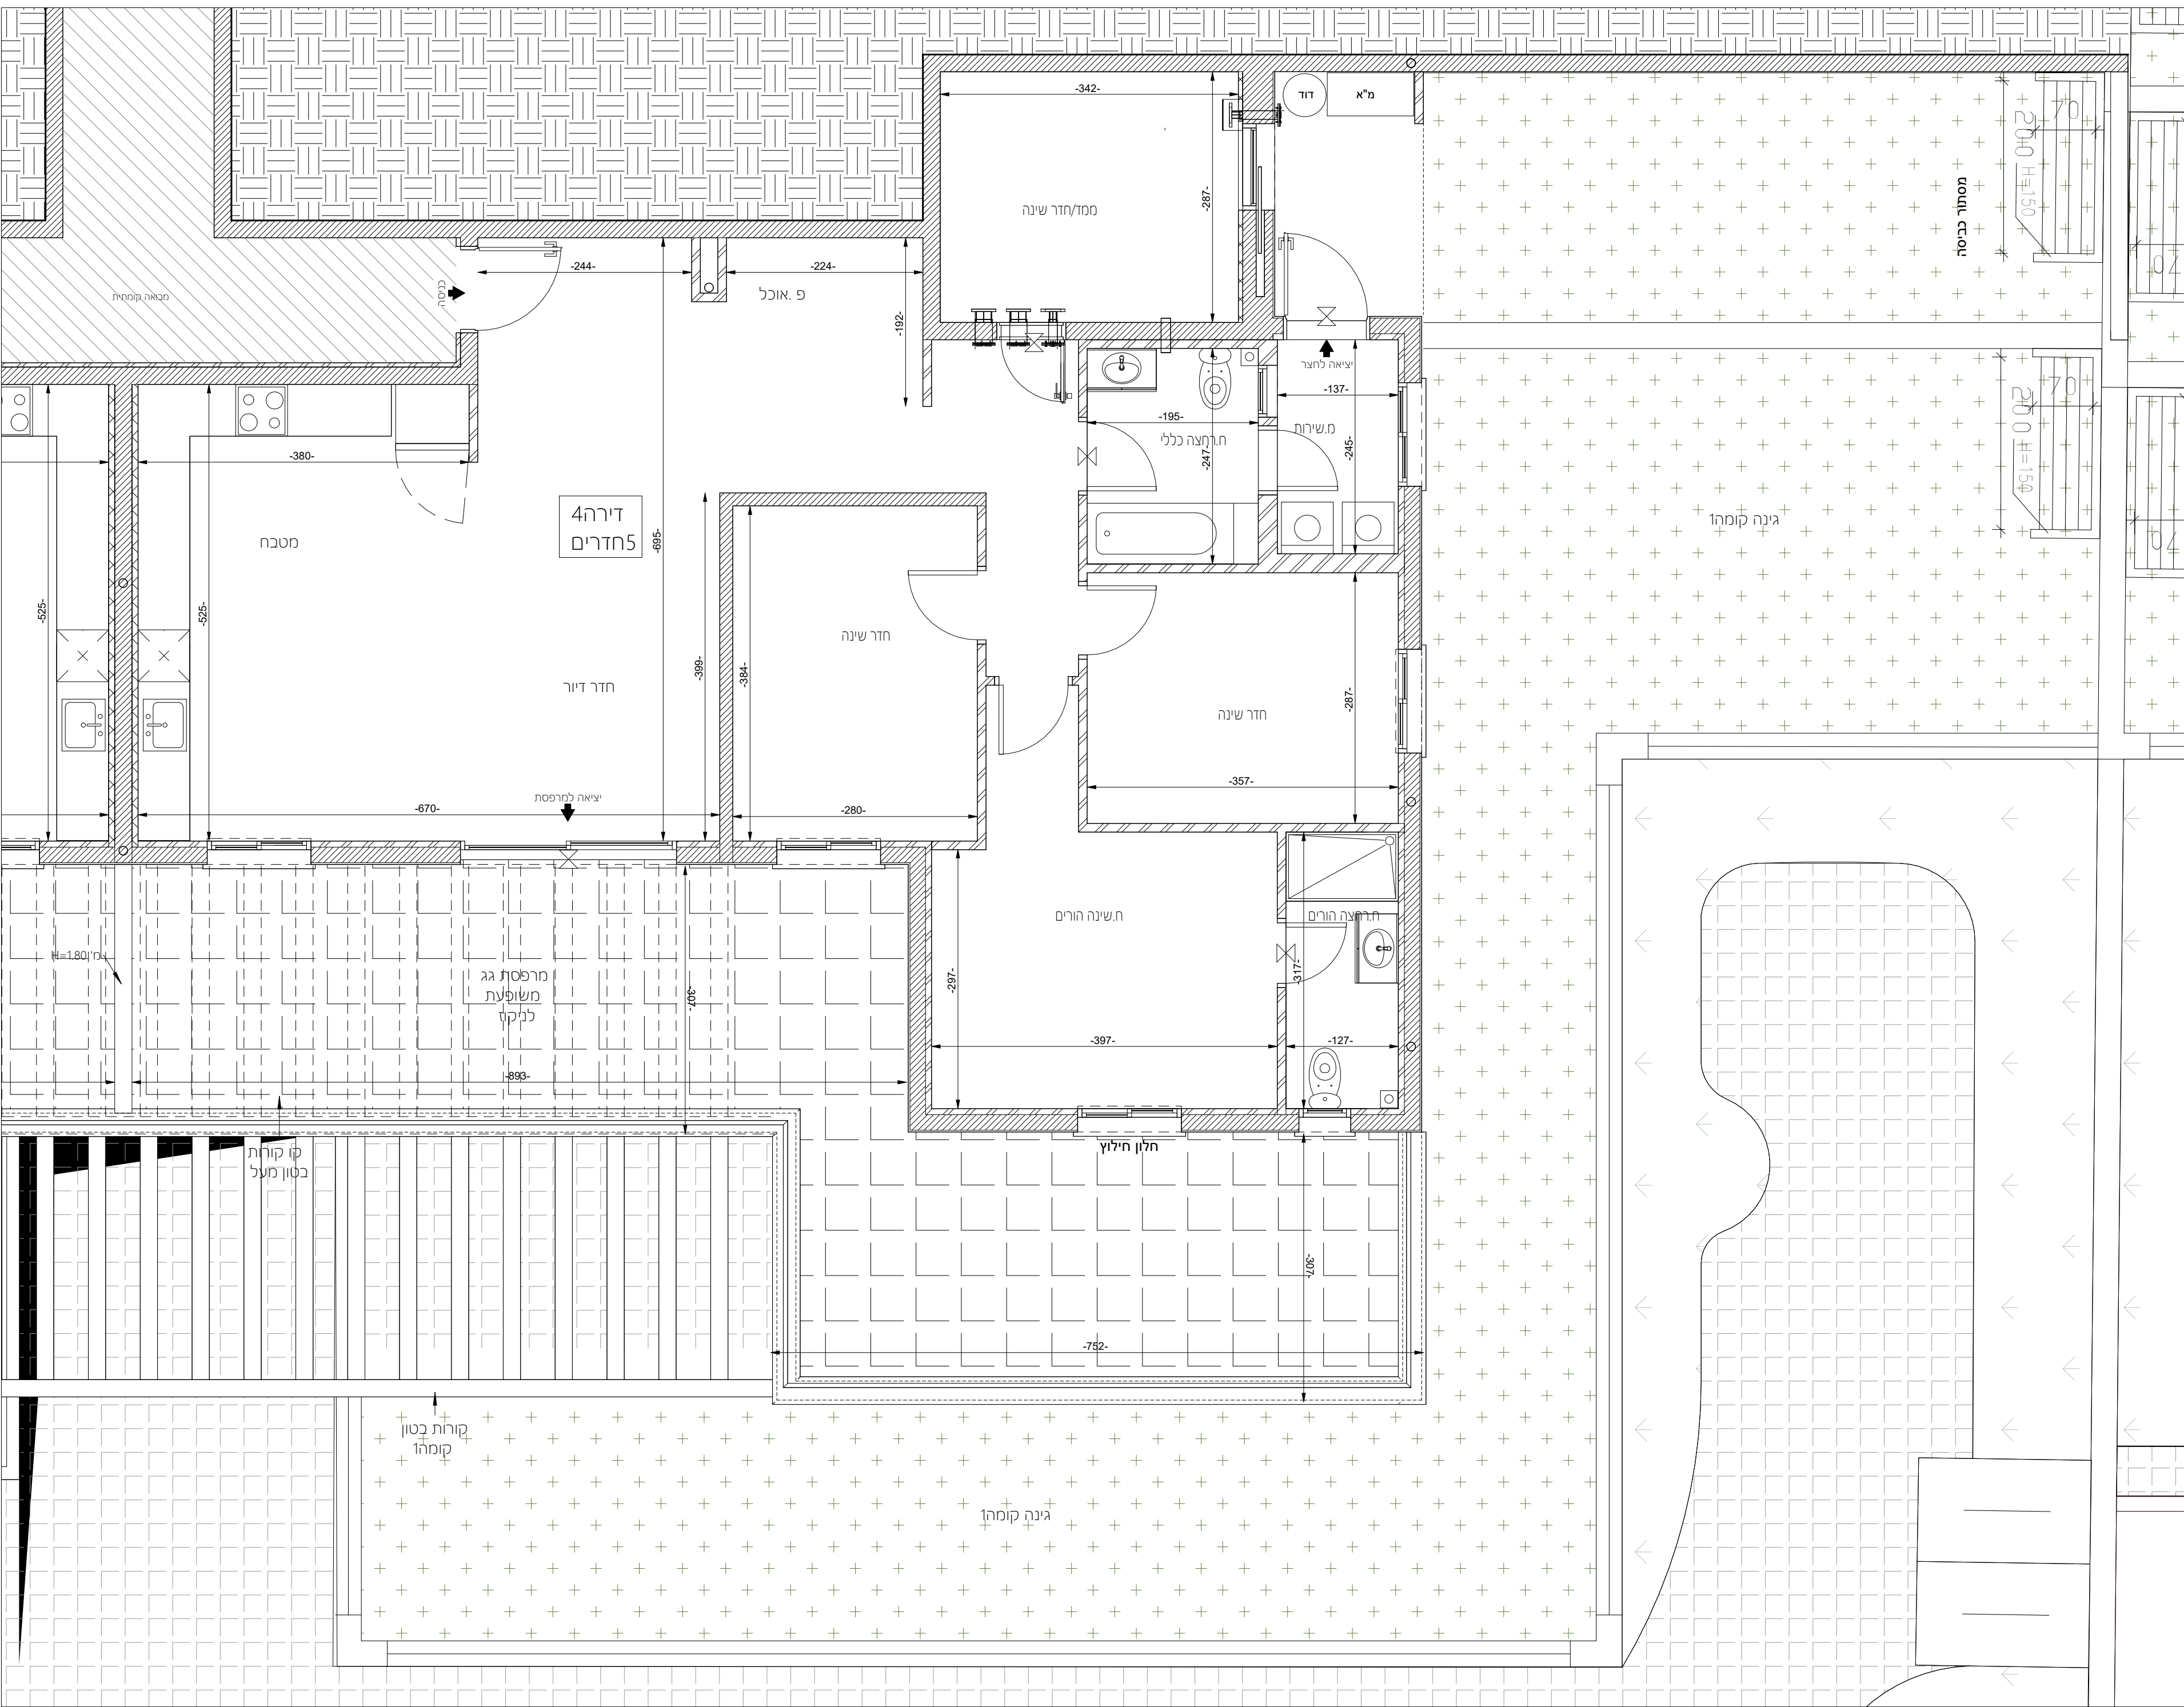 -342-
דוד
מ"א
70
200 H=150
מסתור כביסה
-287-
ממד/חדר שינה
-244-
-224-
פ .אוכל
כניסה
מבואה קומתית
-192-
יציאה לחצר
-137-
-195-
מ.שירות
ח.רחצה כללי
-247-
-245-
70
200 H=150
70
70
-380-
דירה4
5חדרים
מטבח
-695-
-525-
-525-
גינה קומה1
חדר שינה
-399-
-384-
חדר דיור
חדר שינה
-287-
-357-
יציאה למרפסת
-670-
-280-
ח.שינה הורים
ח.רחצה הורים
מ'ן H=1.80
מרפסת גג
משופעת
לניקוז
-307-
-297-
-317-
-397-
-127-
-893-
קו קורות
בטון מעל
חלון חילוץ
-307-
-752-
קורות בטון
קומה1
גינה קומה1